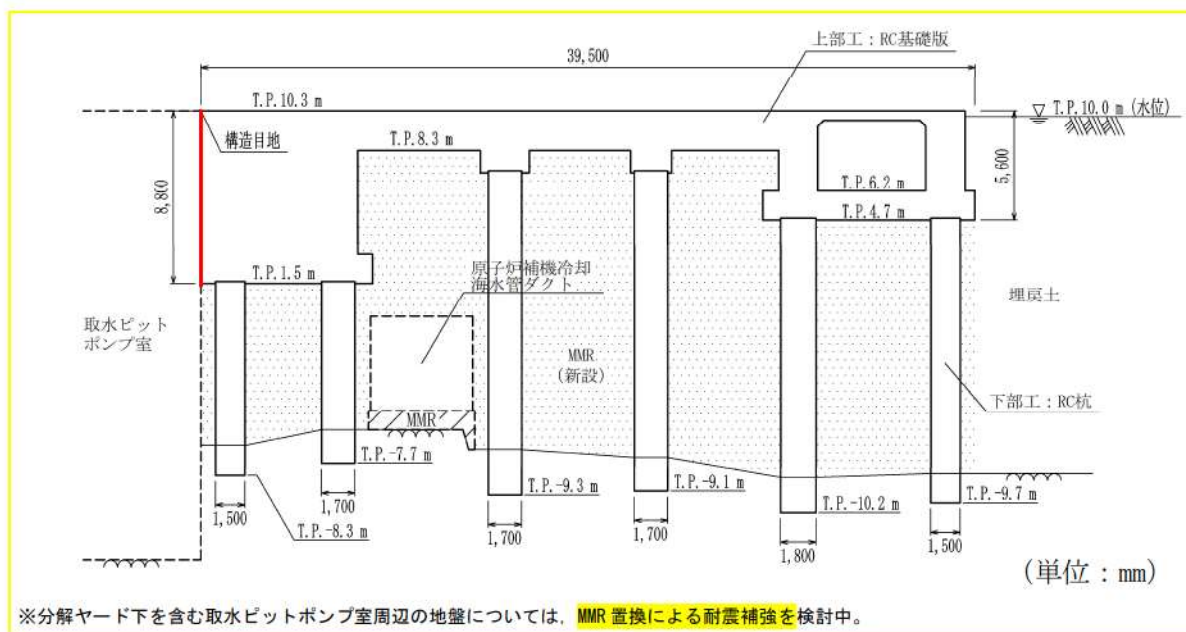 上部工：RC基礎版
39,500
T.P.10.3 m
T.P.10.0 m (水位)
構造目地
T.P.8.3 m
8,800
5,600
T.P.6.2 m
T.P.4.7 m
T.P.1.5 m
原子炉補機冷却
海水管ダクト
埋戻土
取水ピット
ポンプ室
MMR
(新設)
下部工：RC杭
MMR
T.P.-7.7 m
T.P.-9.3 m
T.P.-9.1 m
T.P.-10.2 m
T.P.-9.7 m
1,500
1,700
T.P.-8.3 m
1,700
1,700
1,800
1,500
(単位：mm)
※分解ヤード下を含む取水ピットポンプ室周辺の地盤については，MMR 置換による耐震補強を検討中。